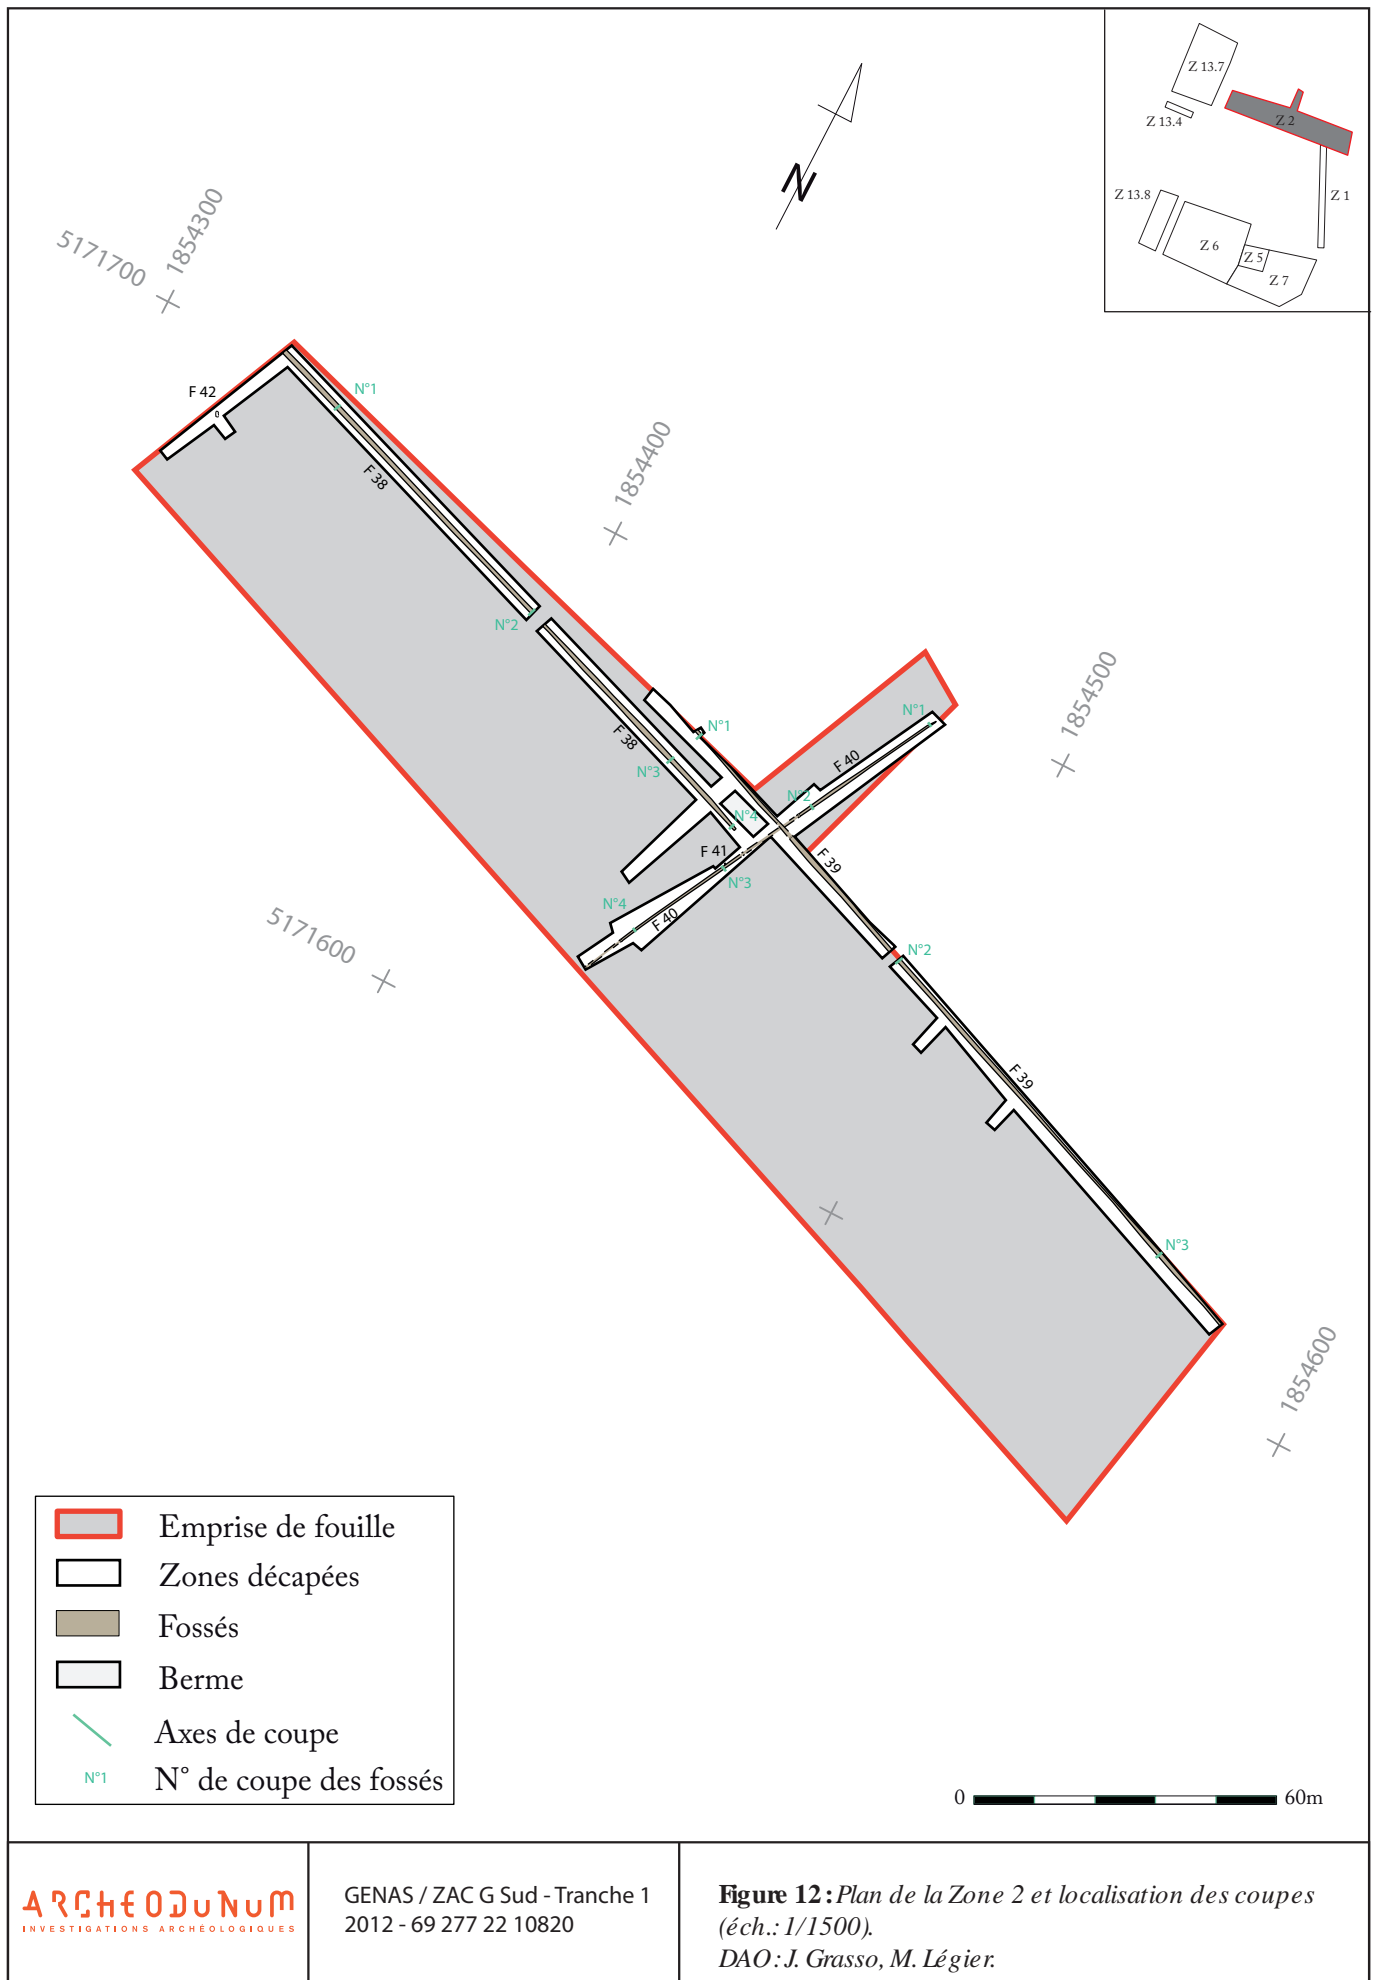 Z 13.7
Z 13.4
Z 2
Z 1
Z 13.8
Z 6
Z 5
Z 7
N
5171700
1854300
F 42
N°1
F 38
1854400
N°2
F 38
N°1
N°3
1854500
N°1
F 40
N°2
N°4
F 41
F 39
N°3
N°4
F 40
5171600
N°2
F 39
N°3
1854600
Emprise de fouille
Zones décapées
Fossés
Berme
Axes de coupe
N°1 N° de coupe des fossés
0 60m
ARCHEODUNUM
INVESTIGATIONS ARCHÉOLOGIQUES
GENAS / ZAC G Sud - Tranche 1
2012 - 69 277 22 10820
Figure 12 : Plan de la Zone 2 et localisation des coupes
(éch.: 1/1500).
DAO : J. Grasso, M. Légier.